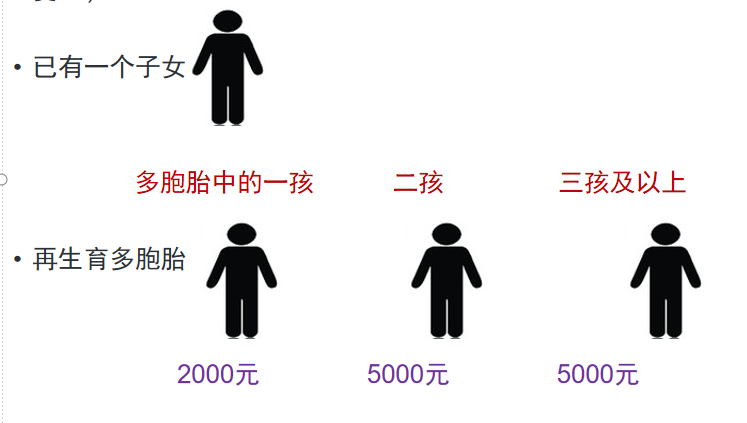 • 已有一个子女
多胞胎中的一孩 二孩 三孩及以上
• 再生育多胞胎
2000元 5000元 5000元